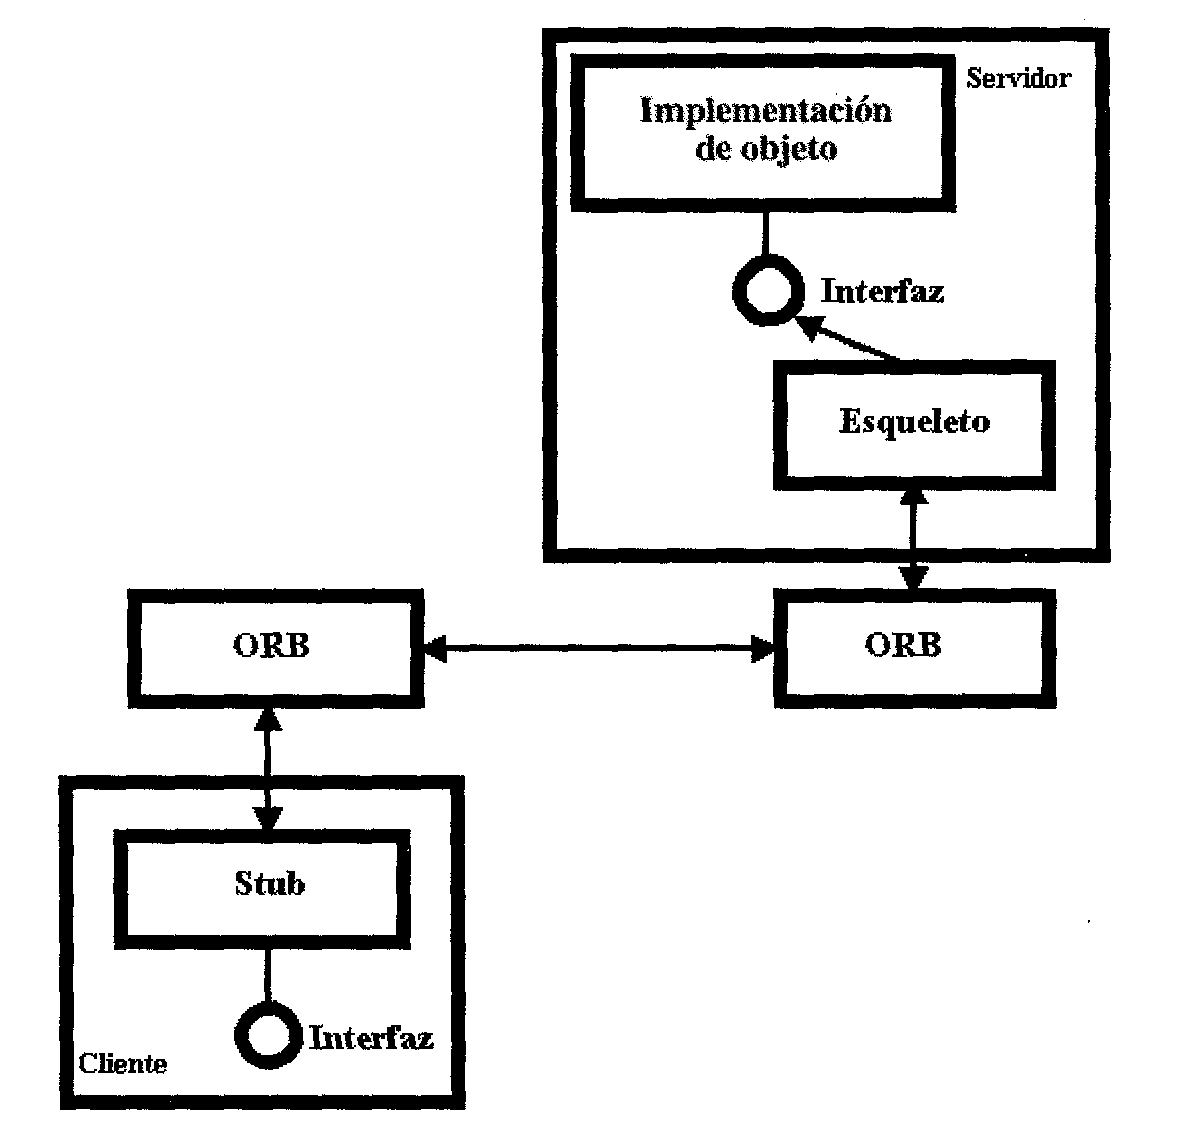 Servidor
Implementación
de objeto
Interfaz
Esqueleto
ORB
ORB
Stub
Interfaz
Cliente